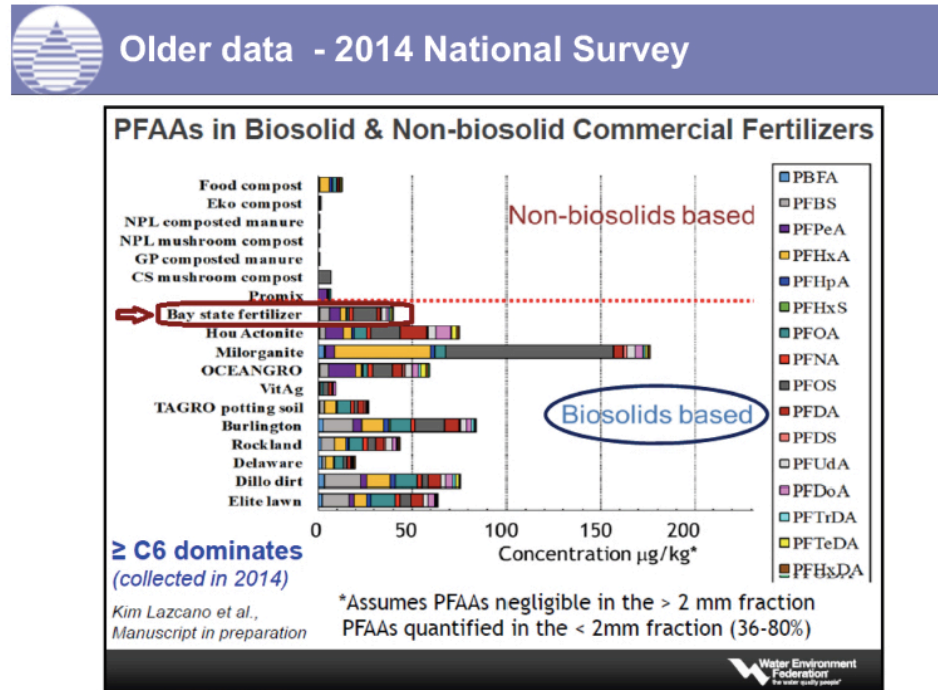 Older data - 2014 National Survey
PFAAs in Biosolid & Non-biosolid Commercial Fertilizers
Food compost
Eko compost
NPL composted manure
NPL mushroom compost
GP composted manure
CS mushroom compost
Promix
Bay state fertilizer
Hou Actonite
Milorganite
OCEANGRO
VitAg
TAGRO potting soil
Burlington
Rockland
Delaware
Dillo dirt
Elite lawn
Non-biosolids based
Biosolids based
0 50 100 150 200
Concentration µg/kg*
PBFA
PFBS
PFPeA
PFHxA
PFHpA
PFHxS
PFOA
PFNA
PFOS
PFDA
PFDS
PFUdA
PFDoA
PFTrDA
PFTeDA
PFHxDA
≥ C6 dominates
(collected in 2014)
Kim Lazcano et al.,
Manuscript in preparation
*Assumes PFAAs negligible in the > 2 mm fraction
PFAAs quantified in the < 2mm fraction (36-80%)
Water Environment
Federation
the water quality people